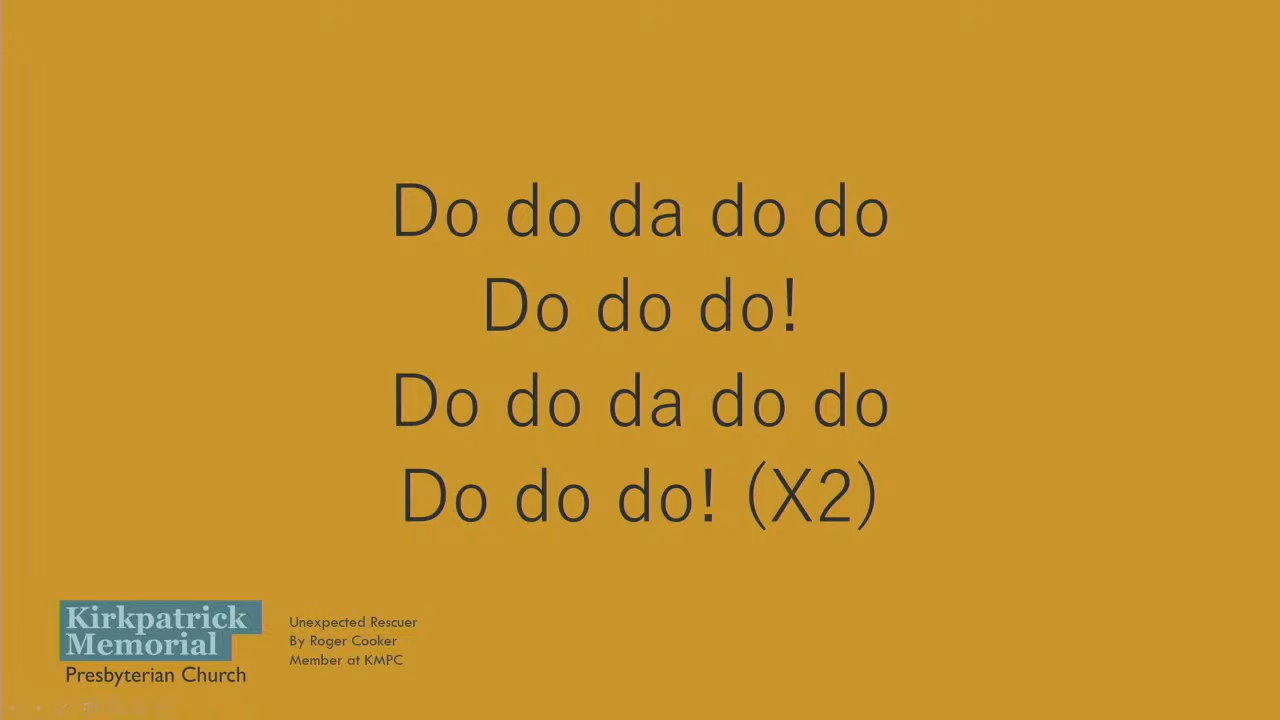 Do do da do do
Do do do!
Do do da do do
Do do do! (X2)
Kirkpatrick
Memorial
Presbyterian Church
Unexpected Rescuer
By Roger Cooker
Member at KMPC